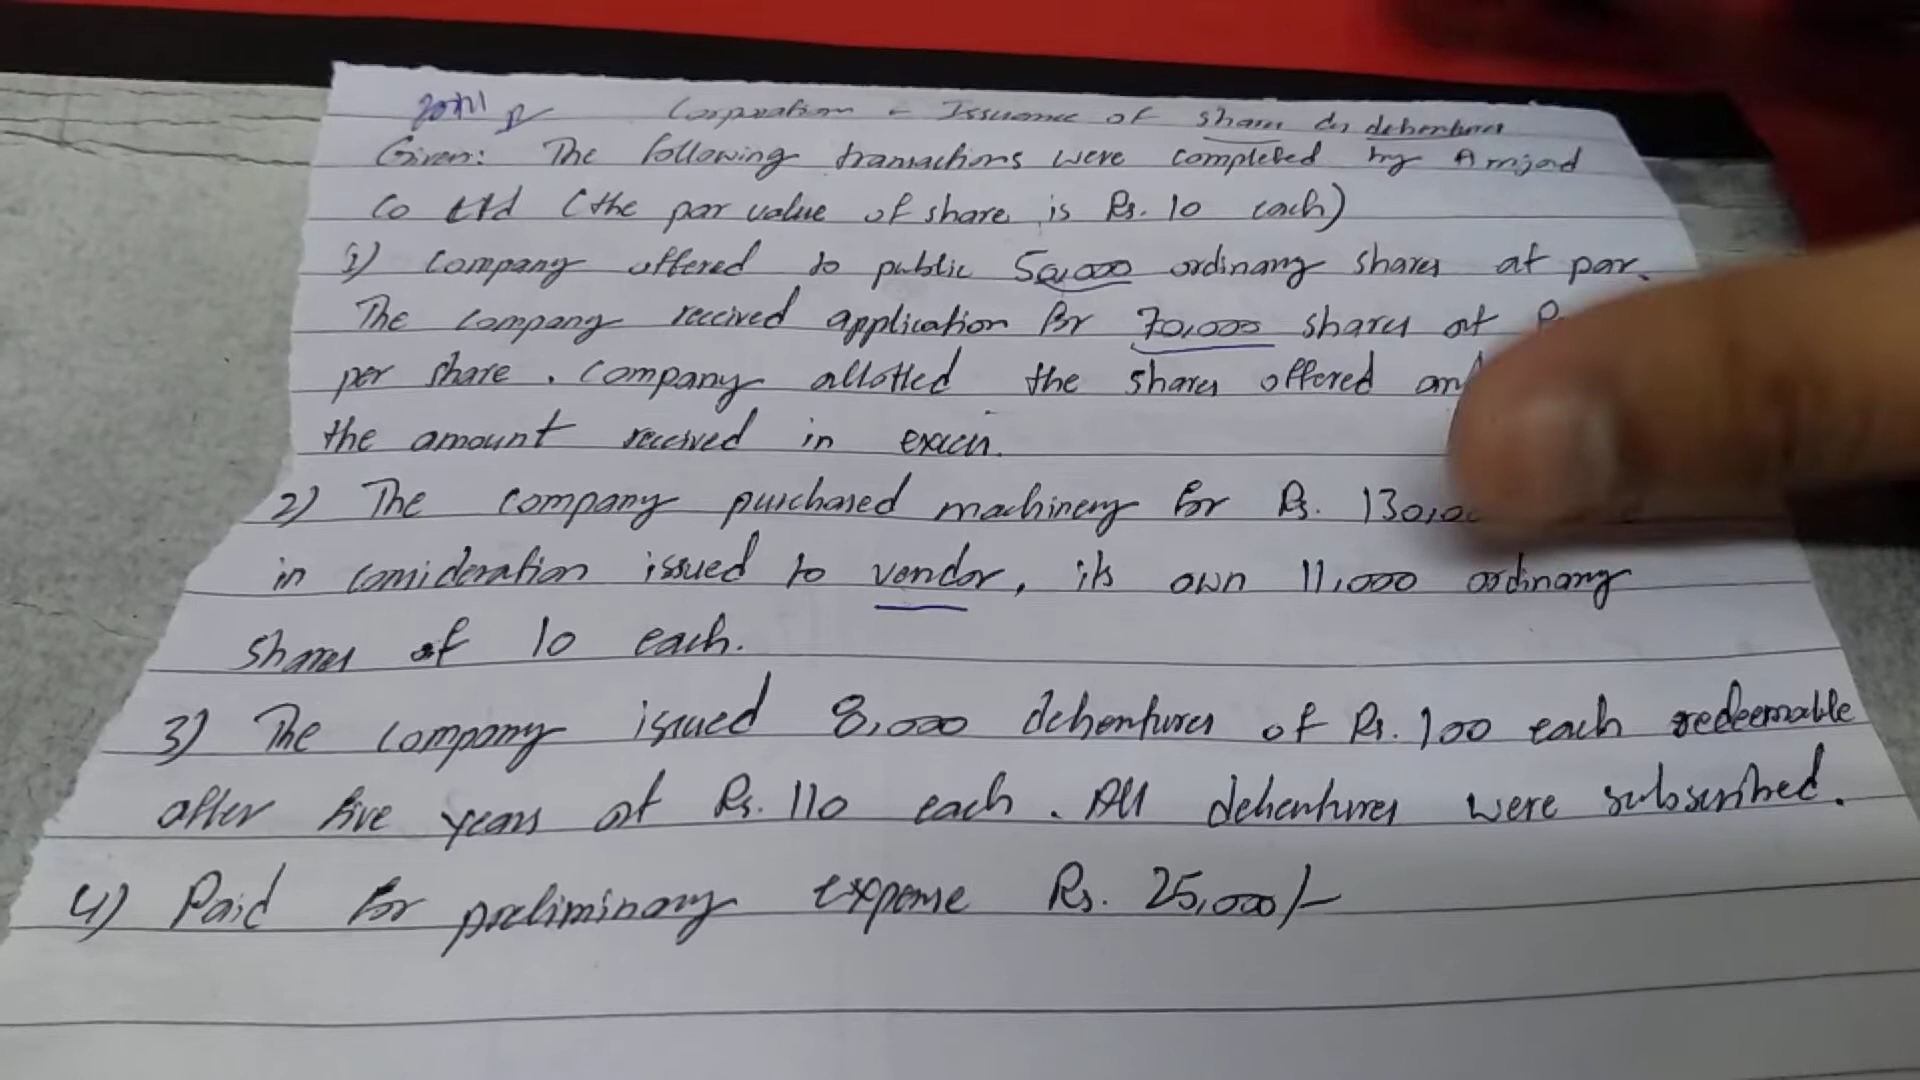 Corporation - Issuance of share & debentures
Given: The following transactions were completed by Amjad
Co Ltd (the par value of share is Rs. 10 each)
1) Company offered to public 50,000 ordinary shares at par.
The company received application for 70,000 shares at
per share. Company allotted the shares offered and
the amount received in excess.
2) The company purchased machinery for Rs.
in consideration issued to vendor, its own 11,000 ordinary
shares of 10 each.
3) The company issued 8,000 debentures of Rs. 100 each redeemable
after five years at Rs. 110 each. All debentures were subscribed.
4) Paid for preliminary expense Rs. 25,000/-